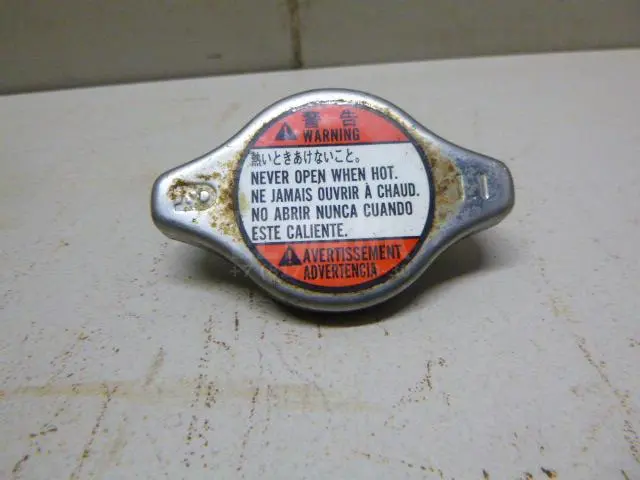 警告
WARNING
熱いときあけないこと。
NEVER OPEN WHEN HOT.
NE JAMAIS OUVRIR À CHAUD.
NO ABRIR NUNCA CUANDO
ESTE CALIENTE.
AVERTISSEMENT
ADVERTENCIA